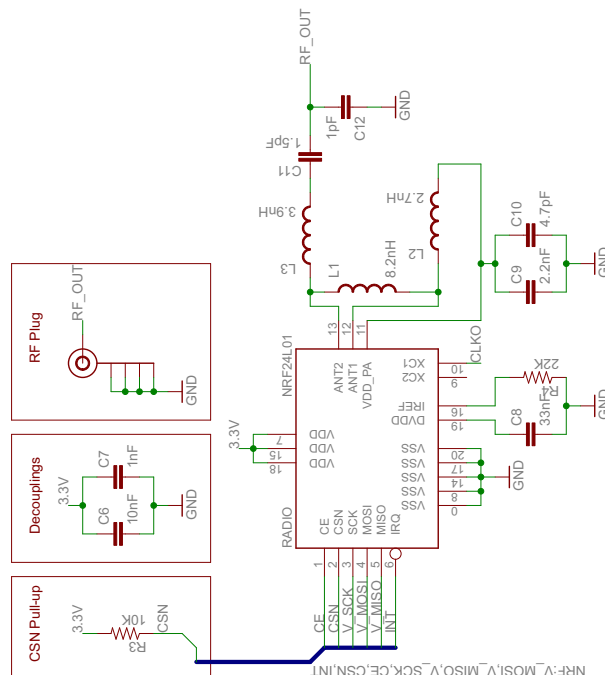 RF_OUT
1pF
C12
GND
1.5pF
C11
3.9nH
L3
L1
8.2nH
2.7nH
L2
C10
4.7pF
C9
2.2nF
GND
RF Plug
RF_OUT
GND
Decouplings
3.3V
C7
1nF
C6
10nF
GND
CSN Pull-up
3.3V
R3
10K
CSN
NRF24L01
RADIO
13
12
11
ANT2
ANT1
VDD_PA
XC1
XC2
10
9
CLKO
IREF
DVDD
16
19
22K
R4
C8
33nF
GND
3.3V
VDD
VDD
VDD
7
15
18
VSS
VSS
VSS
VSS
VSS
20
17
14
8
0
GND
CE
CSN
SCK
MOSI
MISO
IRQ
1
2
3
4
5
6
CE
CSN
V_SCK
V_MOSI
V_MISO
INT
NRF:V_MOSI,V_MISO,V_SCK,CE,CSN,INT